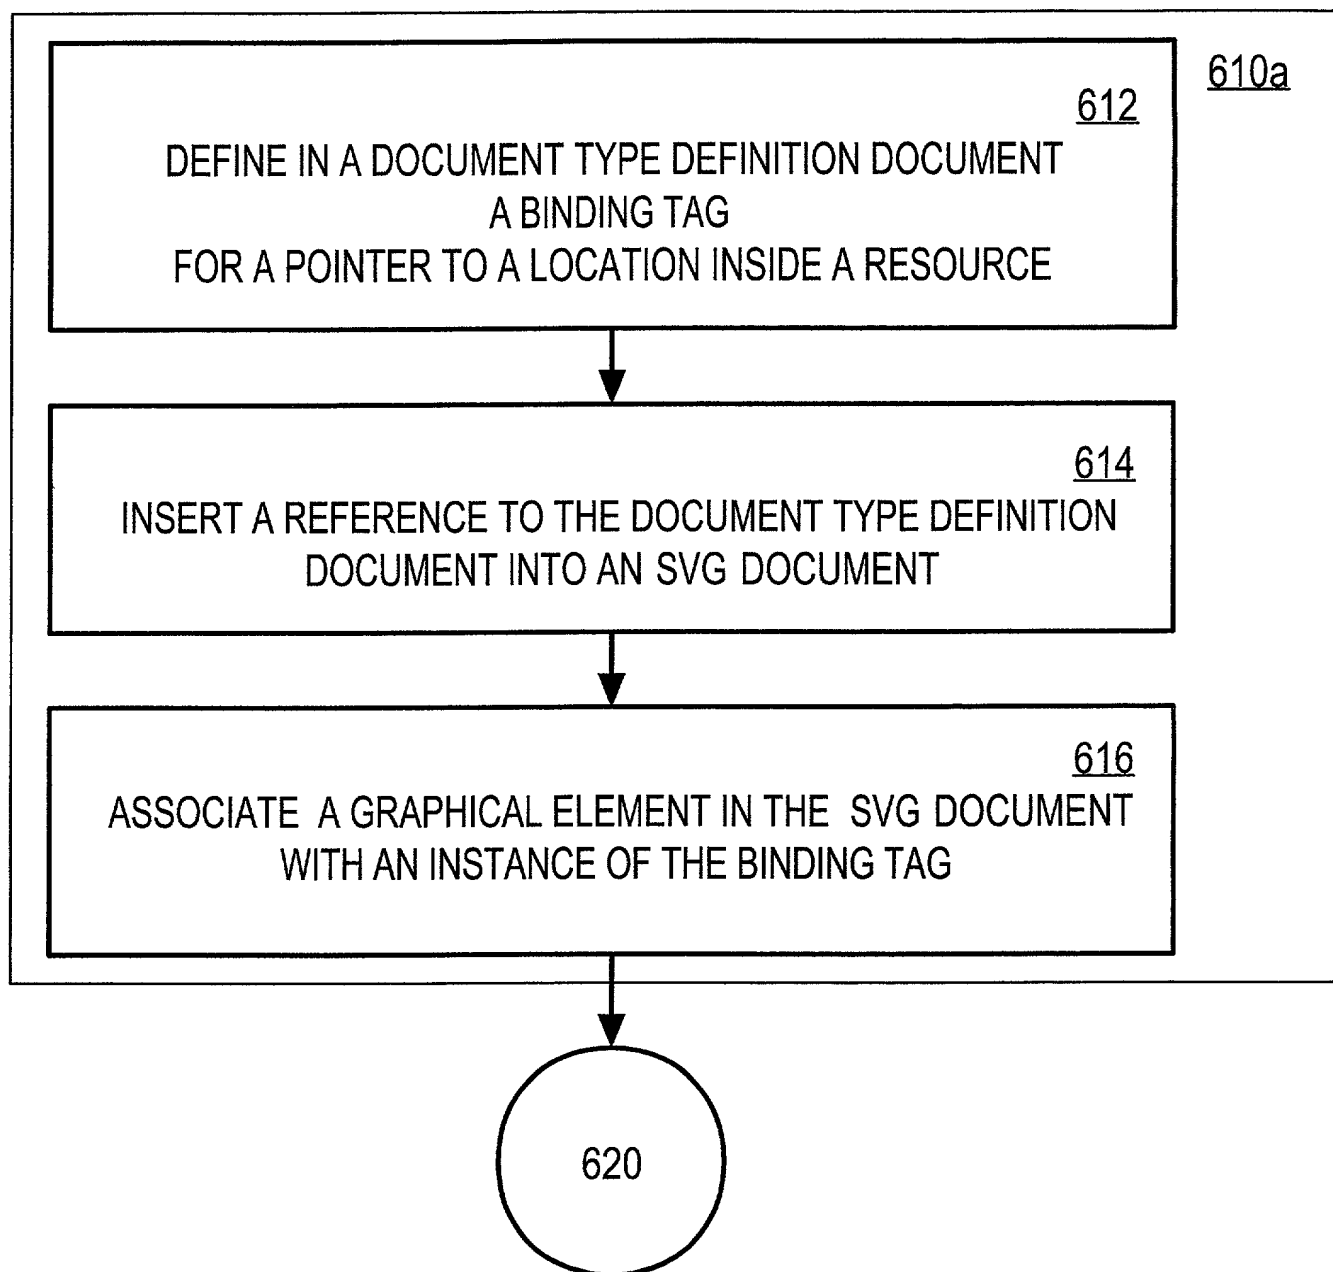 610a
612
DEFINE IN A DOCUMENT TYPE DEFINITION DOCUMENT
A BINDING TAG
FOR A POINTER TO A LOCATION INSIDE A RESOURCE
614
INSERT A REFERENCE TO THE DOCUMENT TYPE DEFINITION
DOCUMENT INTO AN SVG DOCUMENT
616
ASSOCIATE A GRAPHICAL ELEMENT IN THE SVG DOCUMENT
WITH AN INSTANCE OF THE BINDING TAG
620